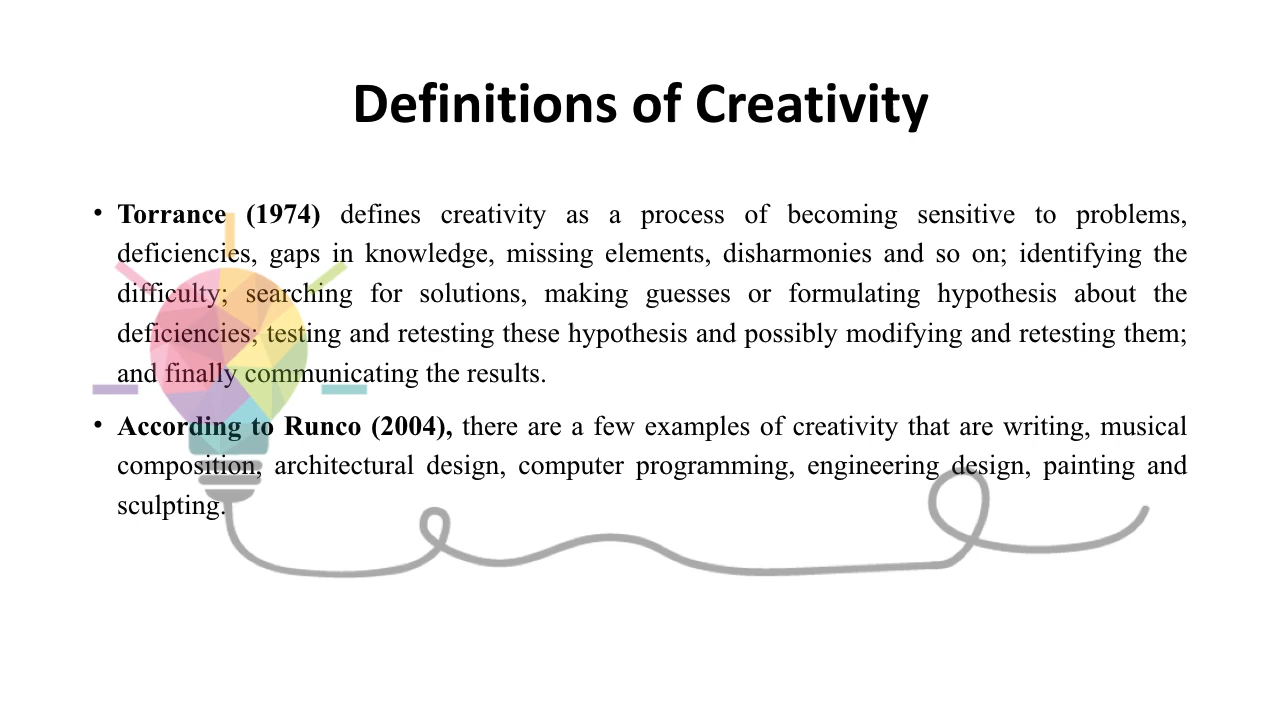 Definitions of Creativity
• Torrance (1974) defines creativity as a process of becoming sensitive to problems,
deficiencies, gaps in knowledge, missing elements, disharmonies and so on; identifying the
difficulty; searching for solutions, making guesses or formulating hypothesis about the
deficiencies; testing and retesting these hypothesis and possibly modifying and retesting them;
and finally communicating the results.
• According to Runco (2004), there are a few examples of creativity that are writing, musical
composition, architectural design, computer programming, engineering design, painting and
sculpting.